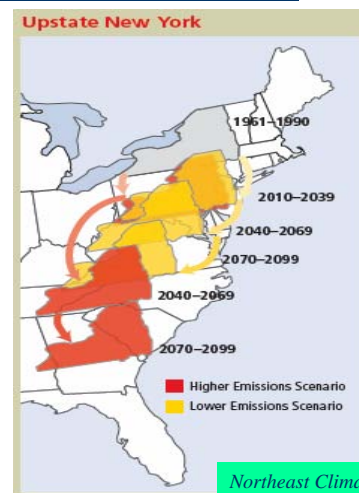 Upstate New York
1961–1990
2010–2039
2040–2069
2070–2099
2040–2069
2070–2099
Higher Emissions Scenario
Lower Emissions Scenario
Northeast Clima